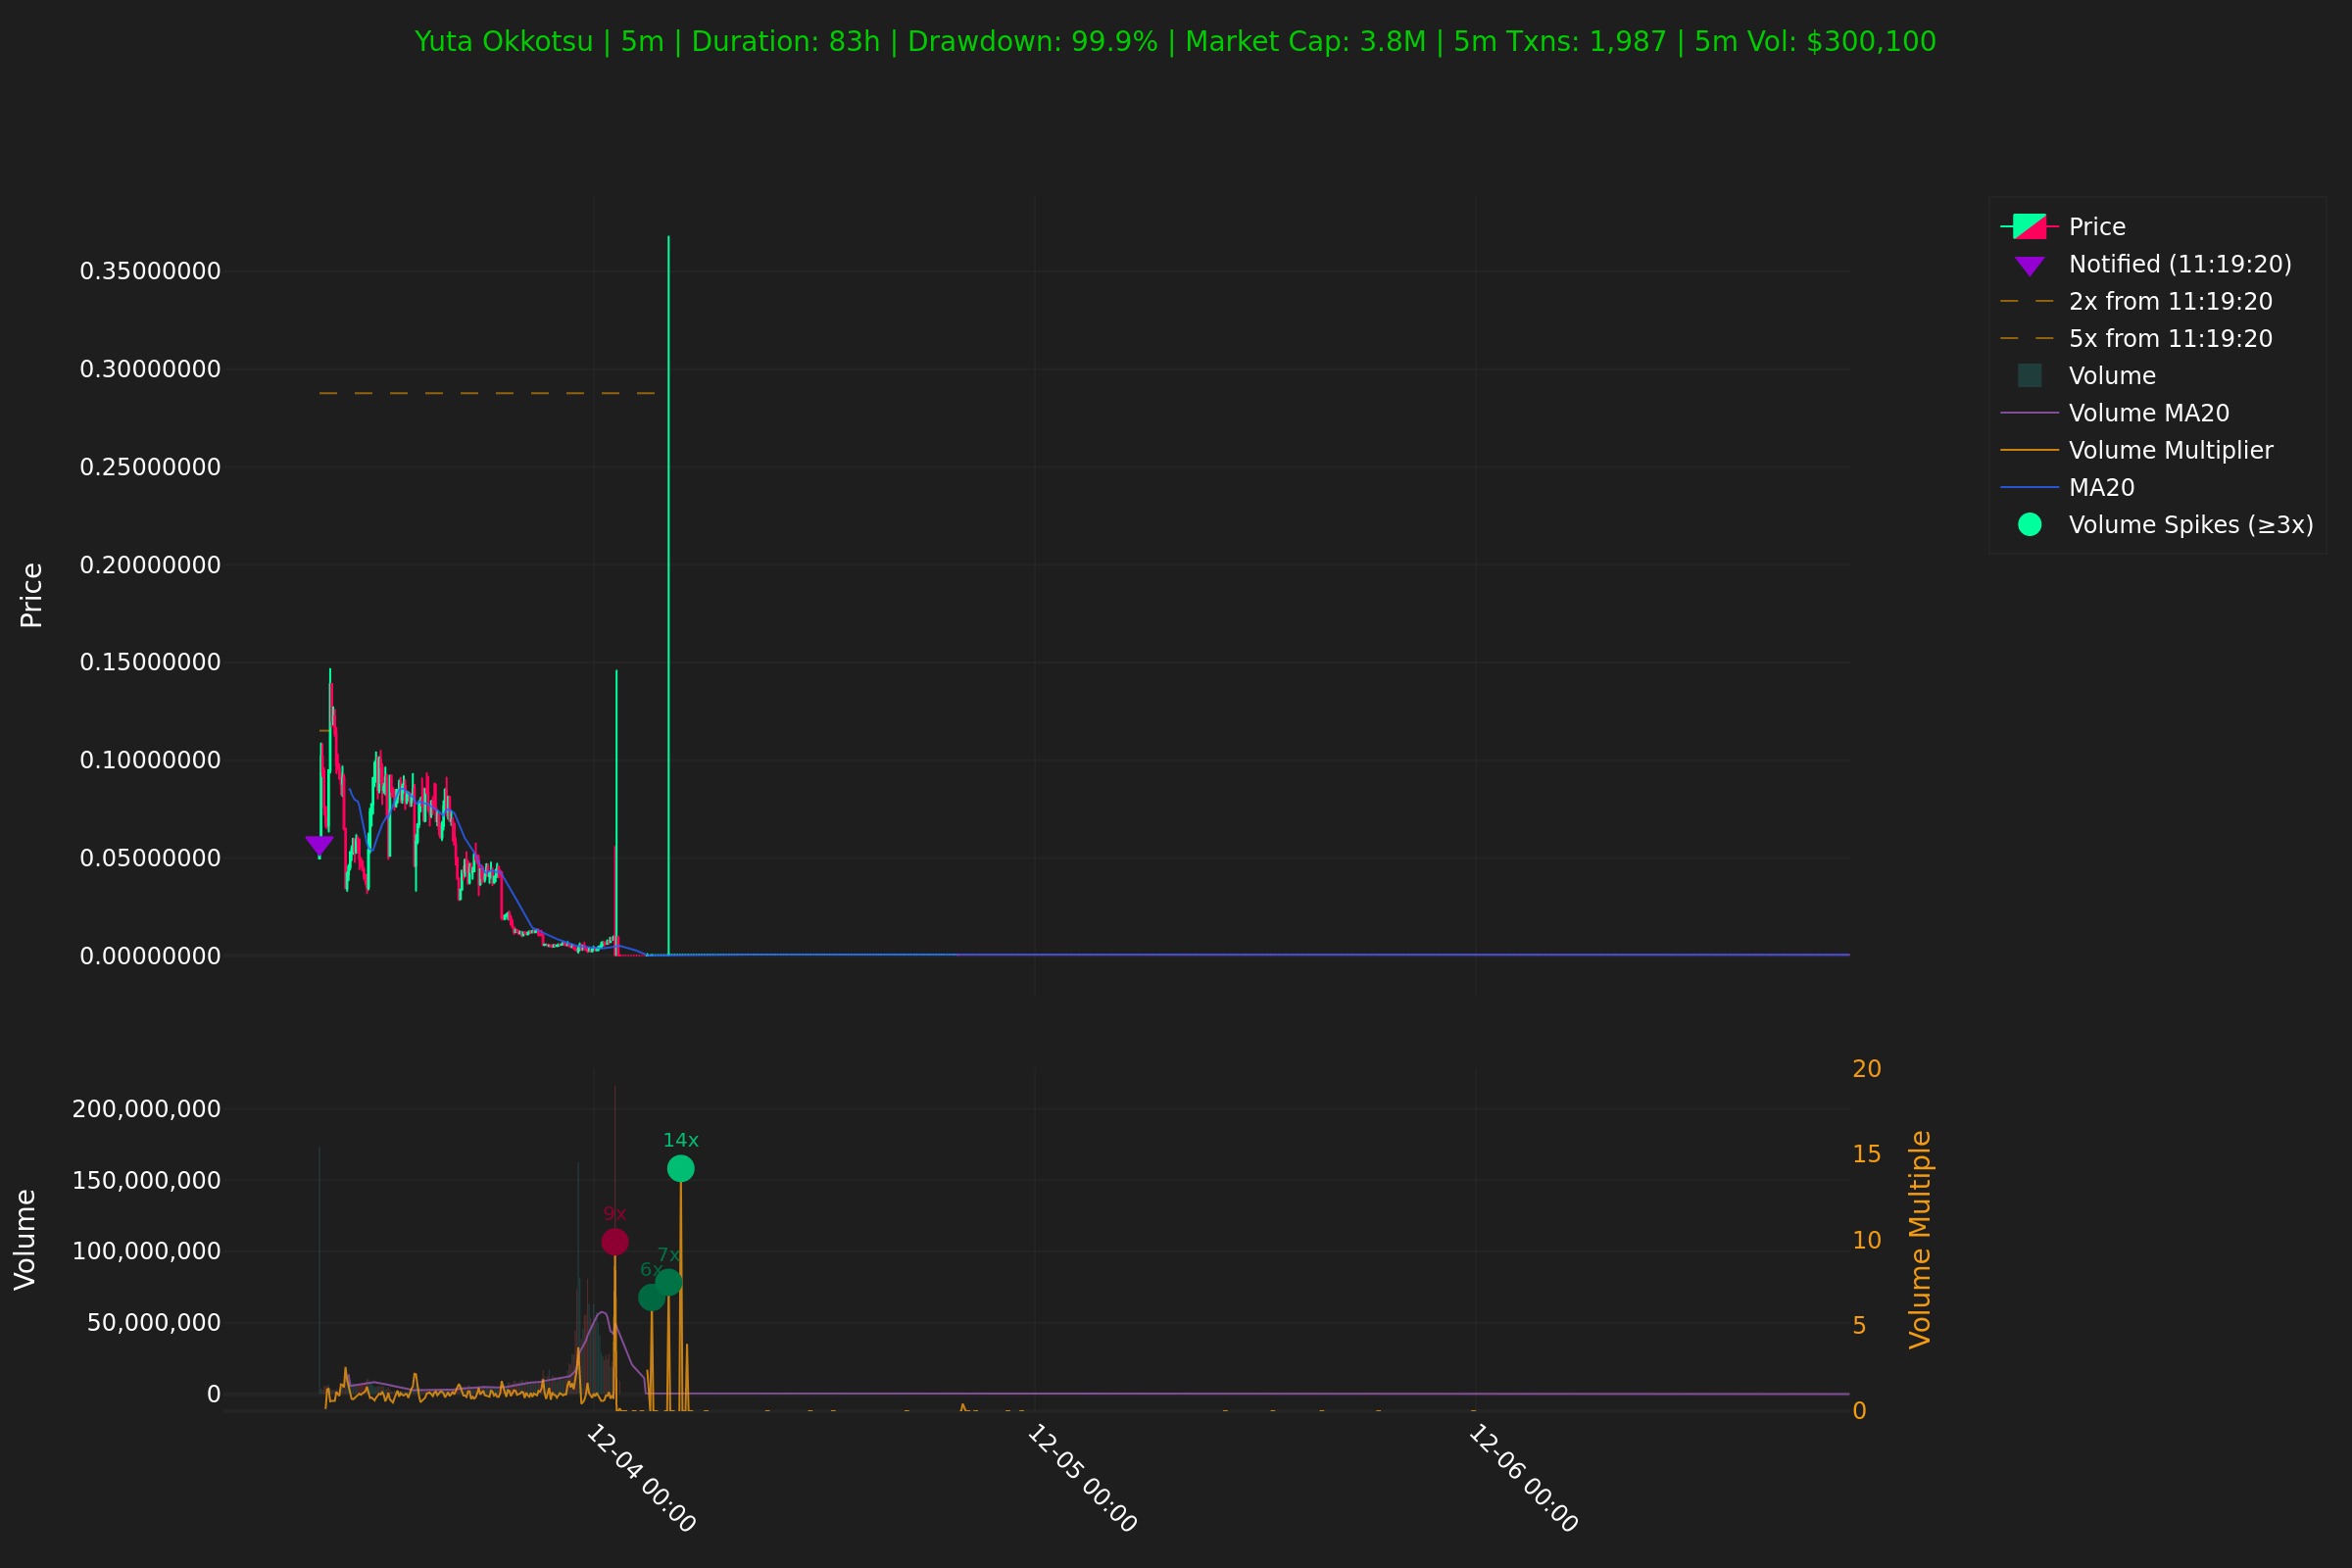 Yuta Okkotsu | 5m | Duration: 83h | Drawdown: 99.9% | Market Cap: 3.8M | 5m Txns: 1,987 | 5m Vol: $300,100
Price
Notified (11:19:20)
2x from 11:19:20
5x from 11:19:20
Volume
Volume MA20
Volume Multiplier
MA20
Volume Spikes (≥3x)
Price
0.35000000
0.30000000
0.25000000
0.20000000
0.15000000
0.10000000
0.05000000
0.00000000
Volume
200,000,000
150,000,000
100,000,000
50,000,000
0
14x
9x
7x
6x
20
15
10
5
0
Volume Multiple
12-04 00:00
12-05 00:00
12-06 00:00